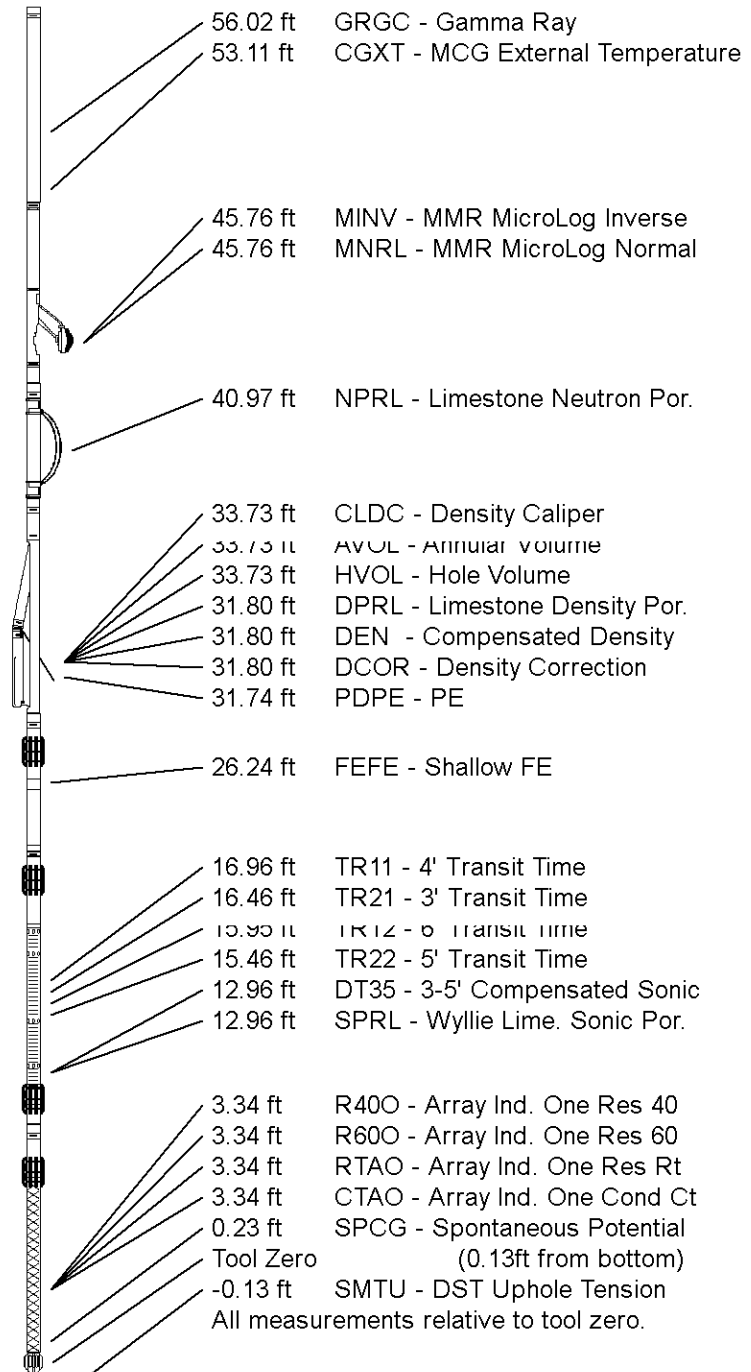 56.02 ft GRGC - Gamma Ray
53.11 ft CGXT - MCG External Temperature
45.76 ft MINV - MMR MicroLog Inverse
45.76 ft MNRL - MMR MicroLog Normal
40.97 ft NPRL - Limestone Neutron Por.
33.73 ft CLDC - Density Caliper
33.73 ft AVOL - Annular Volume
33.73 ft HVOL - Hole Volume
31.80 ft DPRL - Limestone Density Por.
31.80 ft DEN - Compensated Density
31.80 ft DCOR - Density Correction
31.74 ft PDPE - PE
26.24 ft FEFE - Shallow FE
16.96 ft TR11 - 4' Transit Time
16.46 ft TR21 - 3' Transit Time
15.95 ft TR12 - 6' Transit Time
15.46 ft TR22 - 5' Transit Time
12.96 ft DT35 - 3-5' Compensated Sonic
12.96 ft SPRL - Wyllie Lime. Sonic Por.
3.34 ft R40O - Array Ind. One Res 40
3.34 ft R60O - Array Ind. One Res 60
3.34 ft RTAO - Array Ind. One Res Rt
3.34 ft CTAO - Array Ind. One Cond Ct
0.23 ft SPCG - Spontaneous Potential
Tool Zero (0.13ft from bottom)
-0.13 ft SMTU - DST Uphole Tension
All measurements relative to tool zero.